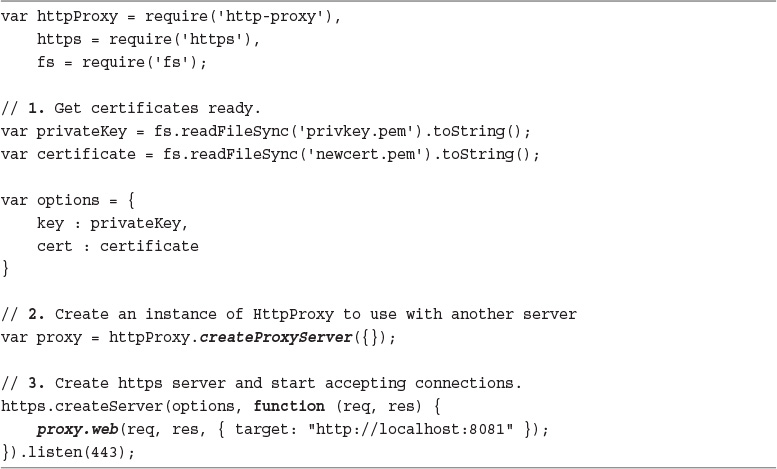 var httpProxy = require('http-proxy'),
    https = require('https'),
    fs = require('fs');

// 1. Get certificates ready.
var privateKey = fs.readFileSync('privkey.pem').toString();
var certificate = fs.readFileSync('newcert.pem').toString();

var options = {
    key : privateKey,
    cert : certificate
}

// 2. Create an instance of HttpProxy to use with another server
var proxy = httpProxy.createProxyServer({});

// 3. Create https server and start accepting connections.
https.createServer(options, function (req, res) {
    proxy.web(req, res, { target: "http://localhost:8081" });
}).listen(443);